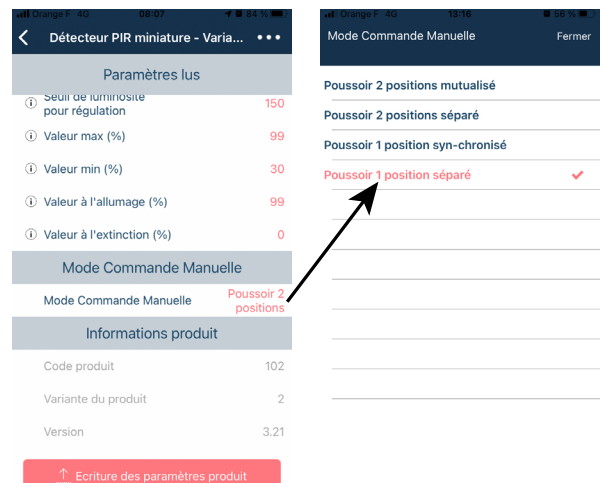 Orange F 4G 08:07 84 %
Détecteur PIR miniature - Varia...
Paramètres lus
Seuil de luminosité
pour régulation 150
Valeur max (%) 99
Valeur min (%) 30
Valeur à l'allumage (%) 99
Valeur à l'extinction (%) 0
Mode Commande Manuelle
Mode Commande Manuelle Poussoir 2
positions
Informations produit
Code produit 102
Variante du produit 2
Version 3.21
Ecriture des paramètres produit
Orange F 4G 13:16 56 %
Mode Commande Manuelle Fermer
Poussoir 2 positions mutualisé
Poussoir 2 positions séparé
Poussoir 1 position syn-chronisé
Poussoir 1 position séparé